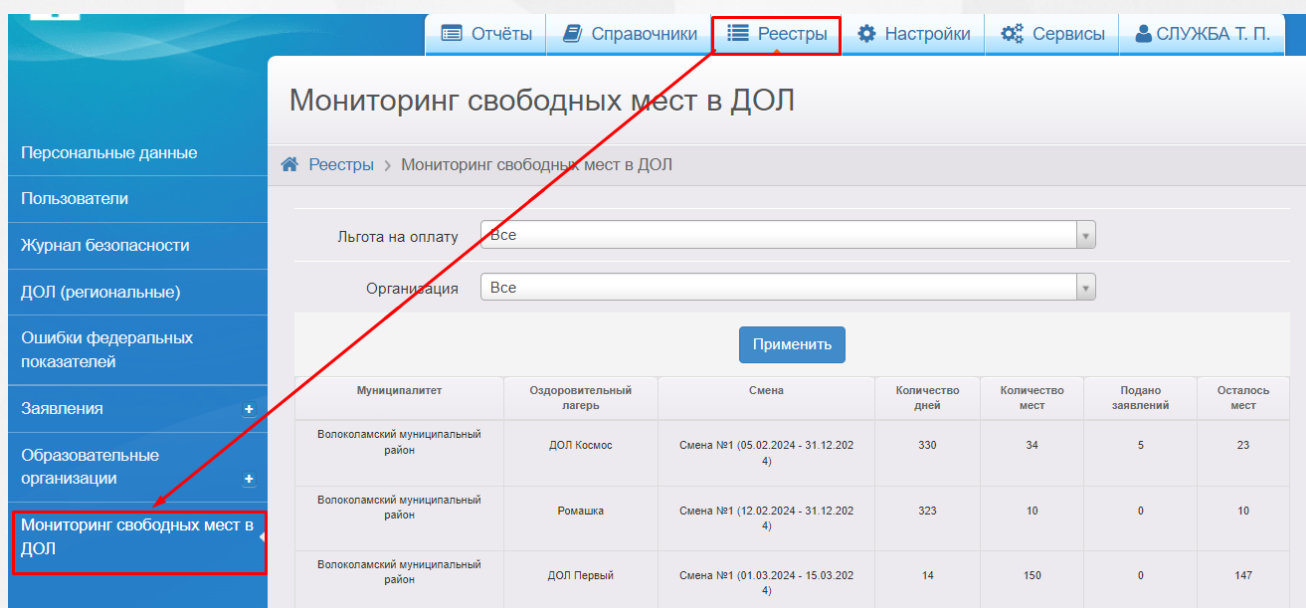 Отчёты
Справочники
Реестры
Настройки
Сервисы
СЛУЖБА Т. П.
Мониторинг свободных мест в ДОЛ
Реестры > Мониторинг свободных мест в ДОЛ
Персональные данные
Пользователи
Журнал безопасности
ДОЛ (региональные)
Ошибки федеральных
показателей
Заявления
Образовательные
организации
Мониторинг свободных мест в
ДОЛ
Льгота на оплату
Все
Организация
Все
Применить
Муниципалитет
Оздоровительный
лагерь
Смена
Количество
дней
Количество
мест
Подано
заявлений
Осталось
мест
Волоколамский муниципальный
район
ДОЛ Космос
Смена №1 (05.02.2024 - 31.12.202
4)
330
34
5
23
Волоколамский муниципальный
район
Ромашка
Смена №1 (12.02.2024 - 31.12.202
4)
323
10
0
10
Волоколамский муниципальный
район
ДОЛ Первый
Смена №1 (01.03.2024 - 15.03.202
4)
14
150
0
147